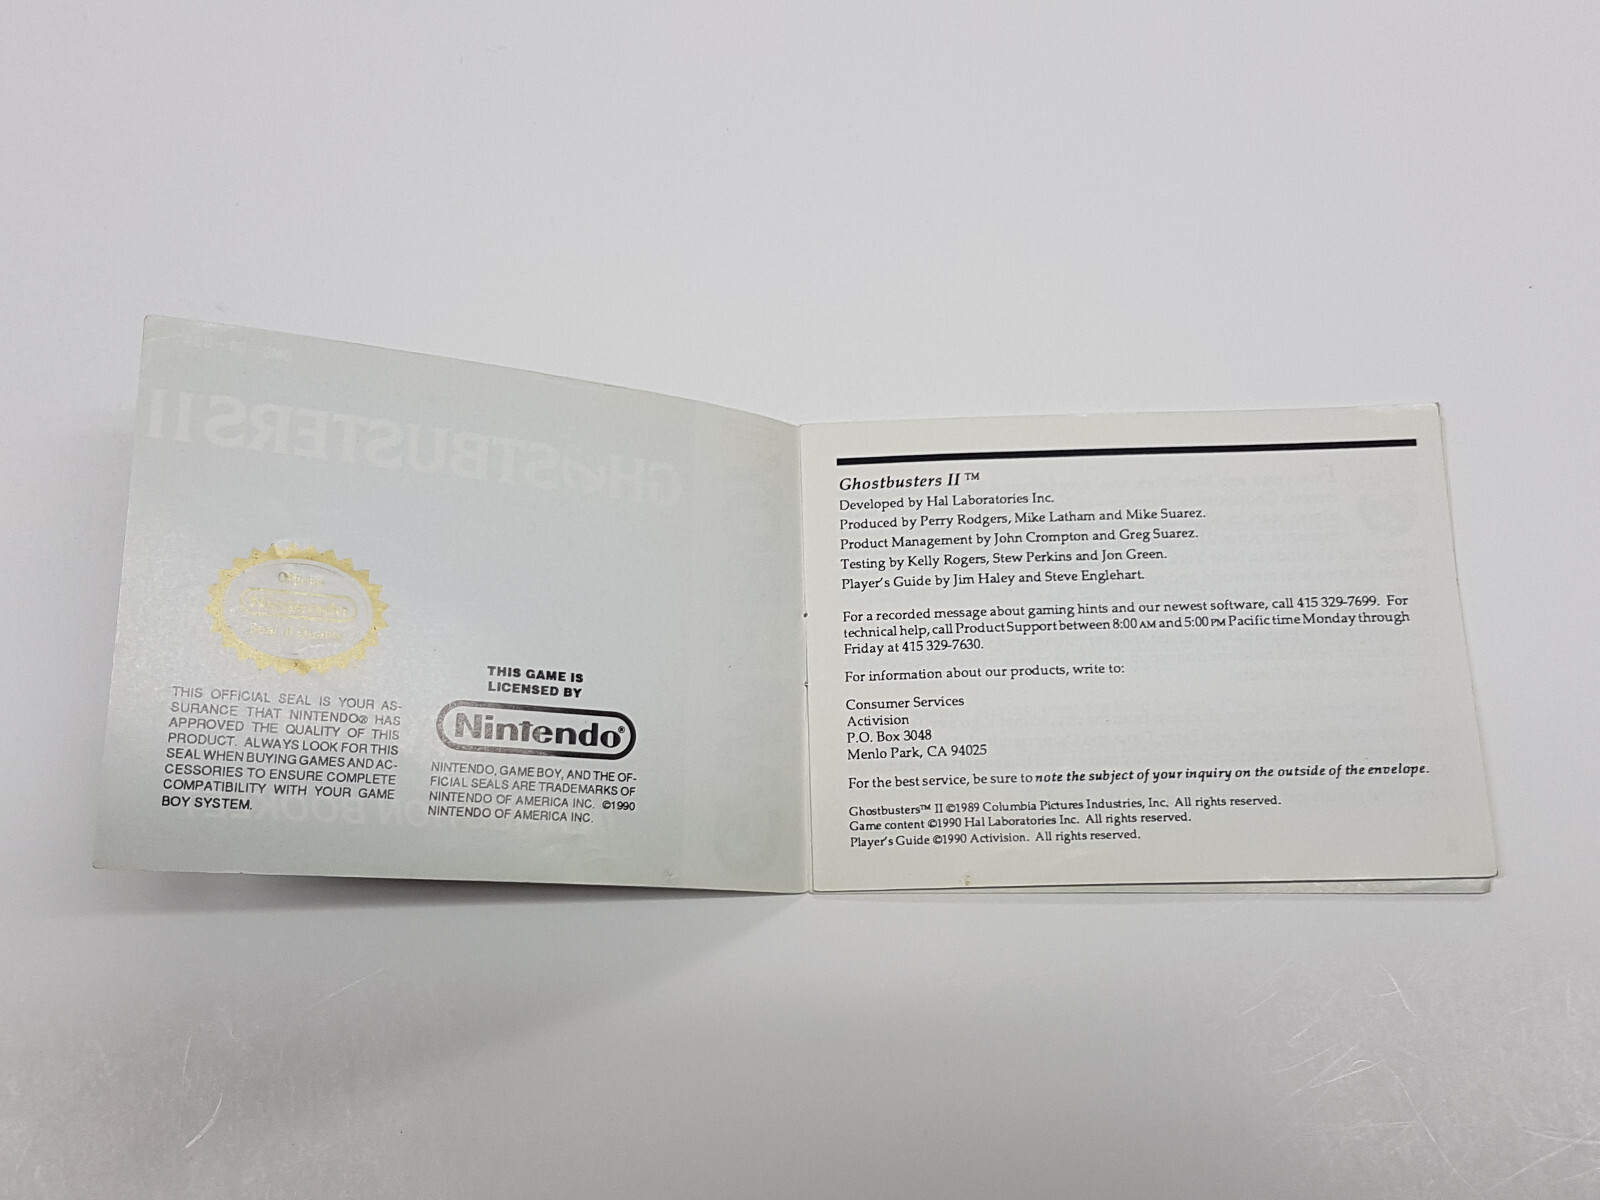 GHOSTBUSTERS II
Official
Nintendo
Seal of Quality
THIS OFFICIAL SEAL IS YOUR AS-
SURANCE THAT NINTENDO® HAS
APPROVED THE QUALITY OF THIS
PRODUCT. ALWAYS LOOK FOR THIS
SEAL WHEN BUYING GAMES AND AC-
CESSORIES TO ENSURE COMPLETE
COMPATIBILITY WITH YOUR GAME
BOY SYSTEM.
THIS GAME IS
LICENSED BY
Nintendo®
NINTENDO, GAME BOY, AND THE OF-
FICIAL SEALS ARE TRADEMARKS OF
NINTENDO OF AMERICA INC. ©1990
NINTENDO OF AMERICA INC.
Ghostbusters II ™
Developed by Hal Laboratories Inc.
Produced by Perry Rodgers, Mike Latham and Mike Suarez.
Product Management by John Crompton and Greg Suarez.
Testing by Kelly Rogers, Stew Perkins and Jon Green.
Player's Guide by Jim Haley and Steve Englehart.
For a recorded message about gaming hints and our newest software, call 415 329-7699. For
technical help, call Product Support between 8:00 AM and 5:00 PM Pacific time Monday through
Friday at 415 329-7630.
For information about our products, write to:
Consumer Services
Activision
P.O. Box 3048
Menlo Park, CA 94025
For the best service, be sure to note the subject of your inquiry on the outside of the envelope.
Ghostbusters™ II ©1989 Columbia Pictures Industries, Inc. All rights reserved.
Game content ©1990 Hal Laboratories Inc. All rights reserved.
Player's Guide ©1990 Activision. All rights reserved.